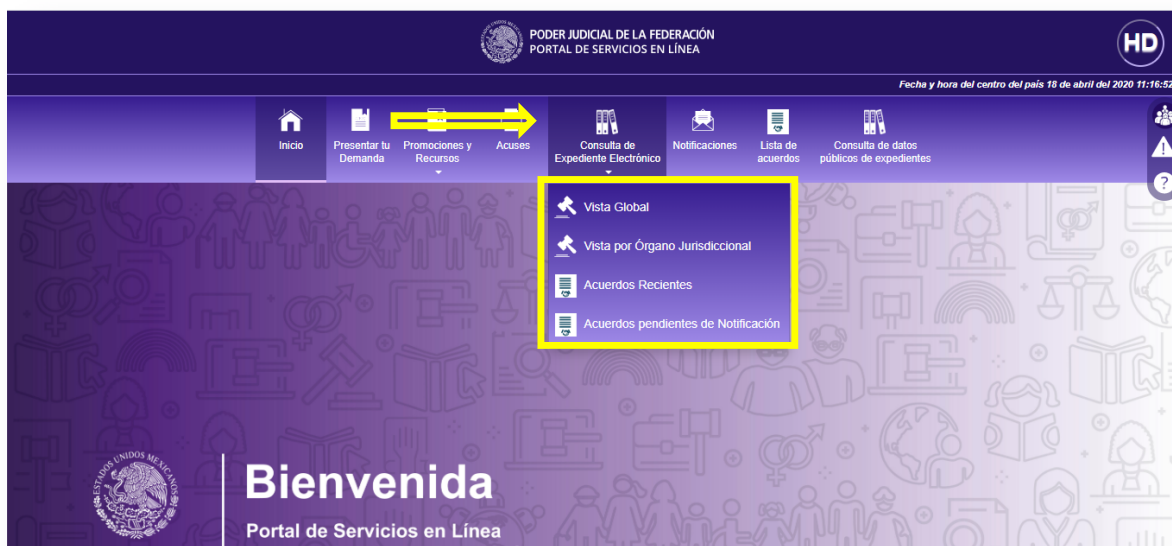 PODER JUDICIAL DE LA FEDERACIÓN
PORTAL DE SERVICIOS EN LÍNEA
HD
Fecha y hora del centro del país 18 de abril del 2020 11:16:52
Inicio
Presentar tu
Demanda
Promociones y
Recursos
Acuses
Consulta de
Expediente Electrónico
Notificaciones
Lista de
acuerdos
Consulta de datos
públicos de expedientes
?
Vista Global
Vista por Órgano Jurisdiccional
Acuerdos Recientes
Acuerdos pendientes de Notificación
ESTADOS UNIDOS MEXICANOS
Bienvenida
Portal de Servicios en Línea